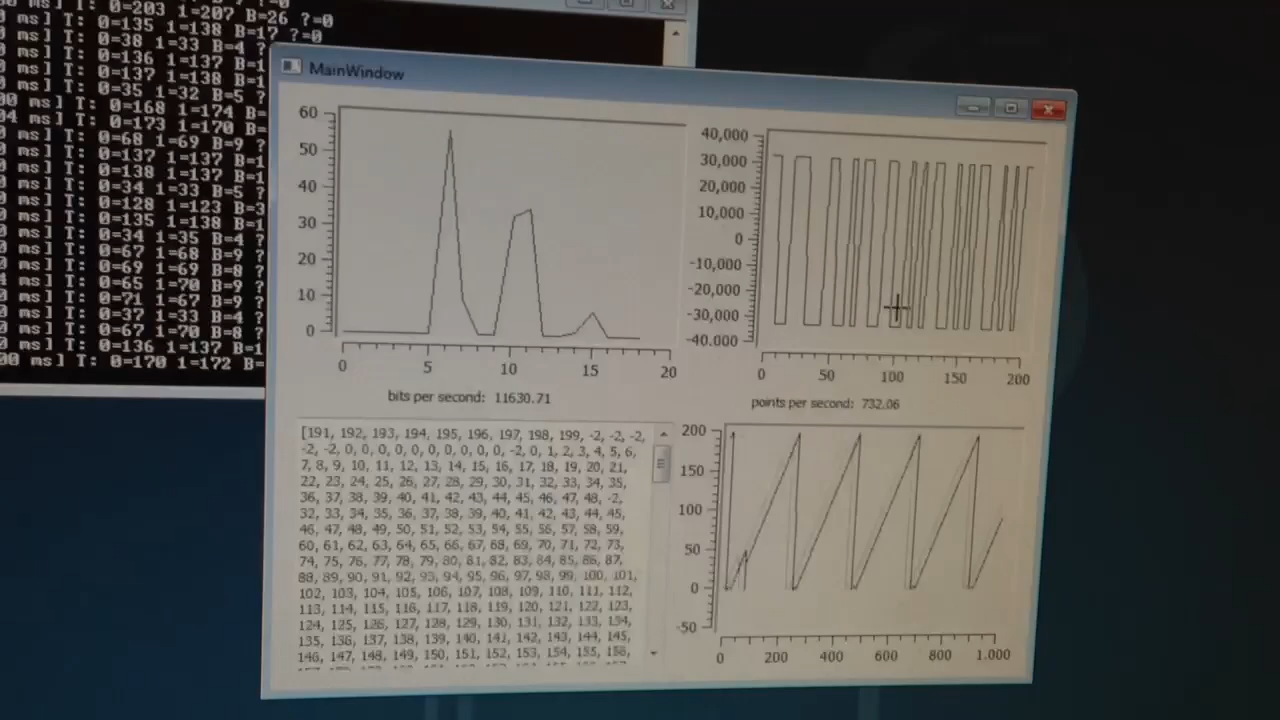 ms] T: 0=203 1=207 B=26 ?=0
ms] T: 0=135 1=138 B=17 ?=0
ms] T: 0=38 1=33 B=4 ?
ms] T: 0=136 1=137 B=1
ms] T: 0=137 1=138 B=1
ms] T: 0=35 1=32 B=5 ?
00 ms] T: 0=168 1=174 B=
04 ms] T: 0=173 1=170 B=
0 ms] T: 0=68 1=69 B=9 ?
0 ms] T: 0=137 1=137 B=1
0 ms] T: 0=138 1=137 B=1
0 ms] T: 0=34 1=33 B=5 ?
0 ms] T: 0=128 1=123 B=3
0 ms] T: 0=135 1=138 B=1
0 ms] T: 0=34 1=35 B=4 ?
0 ms] T: 0=67 1=68 B=9 ?
0 ms] T: 0=69 1=69 B=8 ?
ms] T: 0=65 1=70 B=9 ?
0 ms] T: 0=71 1=67 B=9 ?
0 ms] T: 0=37 1=33 B=4 ?
0 ms] T: 0=67 1=70 B=8 ?
0 ms] T: 0=136 1=137 B=1
00 ms] T: 0=170 1=172 B=
MainWindow
60
50
40
30
20
10
0
0 5 10 15 20
bits per second: 11630.71
40,000
30,000
20,000
10,000
0
-10,000
-20,000
-30,000
-40.000
0 50 100 150 200
points per second: 732.06
[191, 192, 193, 194, 195, 196, 197, 198, 199, -2, -2, -2,
-2, -2, 0, 0, 0, 0, 0, 0, 0, 0, 0, -2, 0, 1, 2, 3, 4, 5, 6,
7, 8, 9, 10, 11, 12, 13, 14, 15, 16, 17, 18, 19, 20, 21,
22, 23, 24, 25, 26, 27, 28, 29, 30, 31, 32, 33, 34, 35,
36, 37, 38, 39, 40, 41, 42, 43, 44, 45, 46, 47, 48, -2,
32, 33, 34, 35, 36, 37, 38, 39, 40, 41, 42, 43, 44, 45,
46, 47, 48, 49, 50, 51, 52, 53, 54, 55, 56, 57, 58, 59,
60, 61, 62, 63, 64, 65, 66, 67, 68, 69, 70, 71, 72, 73,
74, 75, 76, 77, 78, 79, 80, 81, 82, 83, 84, 85, 86, 87,
88, 89, 90, 91, 92, 93, 94, 95, 96, 97, 98, 99, 100, 101,
102, 103, 104, 105, 106, 107, 108, 109, 110, 111, 112,
113, 114, 115, 116, 117, 118, 119, 120, 121, 122, 123,
124, 125, 126, 127, 128, 129, 130, 131, 132, 133, 134,
135, 136, 137, 138, 139, 140, 141, 142, 143, 144, 145,
146, 147, 148, 149, 150, 151, 152, 153, 154, 155, 156,
200
150
100
50
0
-50
0 200 400 600 800 1.000